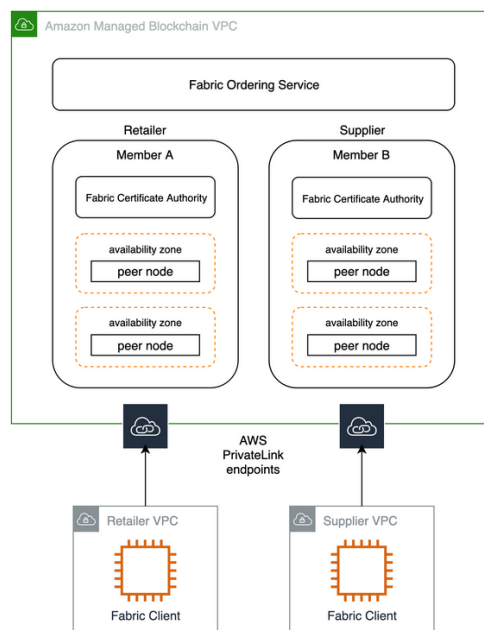 Amazon Managed Blockchain VPC
Fabric Ordering Service
Retailer
Supplier
Member A
Member B
Fabric Certificate Authority
Fabric Certificate Authority
availability zone
peer node
availability zone
peer node
availability zone
peer node
availability zone
peer node
AWS
PrivateLink
endpoints
Retailer VPC
Supplier VPC
Fabric Client
Fabric Client